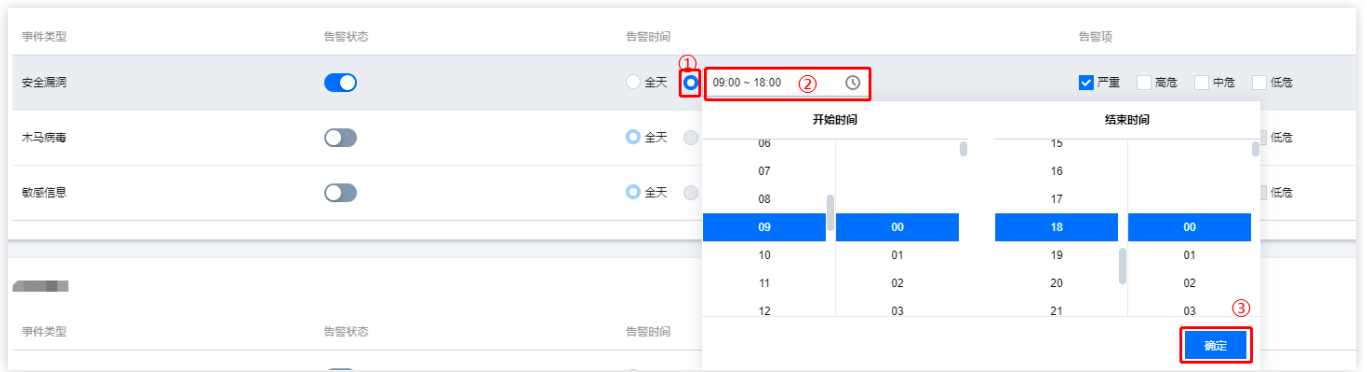 事件类型 告警状态 告警时间 告警项
①
安全漏洞 全天 09:00 ~ 18:00 ② 严重 高危 中危 低危
开始时间 结束时间
木马病毒 全天 低危
06 15
07 16
敏感信息 全天 低危
08 17
09 00 18 00
10 01 19 01
11 02 20 02
12 03 21 03
③
事件类型 告警状态 告警时间
确定